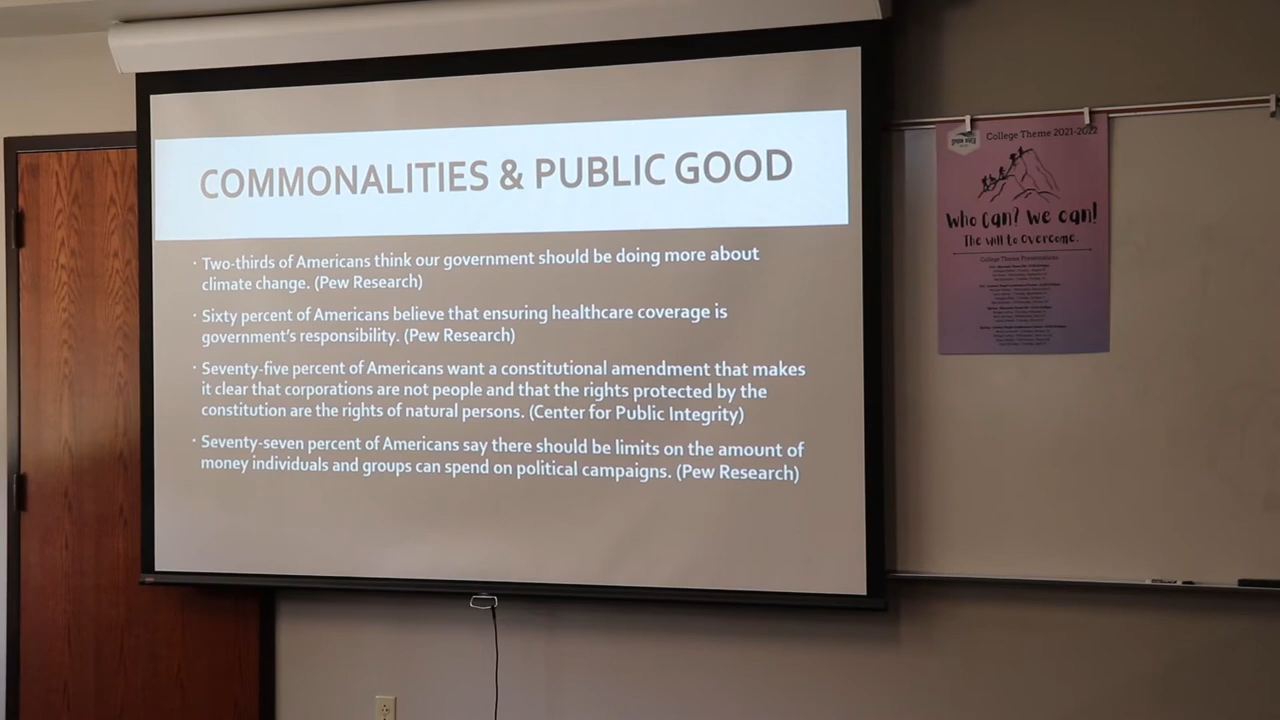 COMMONALITIES & PUBLIC GOOD
· Two-thirds of Americans think our government should be doing more about
climate change. (Pew Research)
· Sixty percent of Americans believe that ensuring healthcare coverage is
government's responsibility. (Pew Research)
· Seventy-five percent of Americans want a constitutional amendment that makes
it clear that corporations are not people and that the rights protected by the
constitution are the rights of natural persons. (Center for Public Integrity)
· Seventy-seven percent of Americans say there should be limits on the amount of
money individuals and groups can spend on political campaigns. (Pew Research)
College Theme 2021-2022
Who Can? We Can!
The will to Overcome.
College Theme Presentations